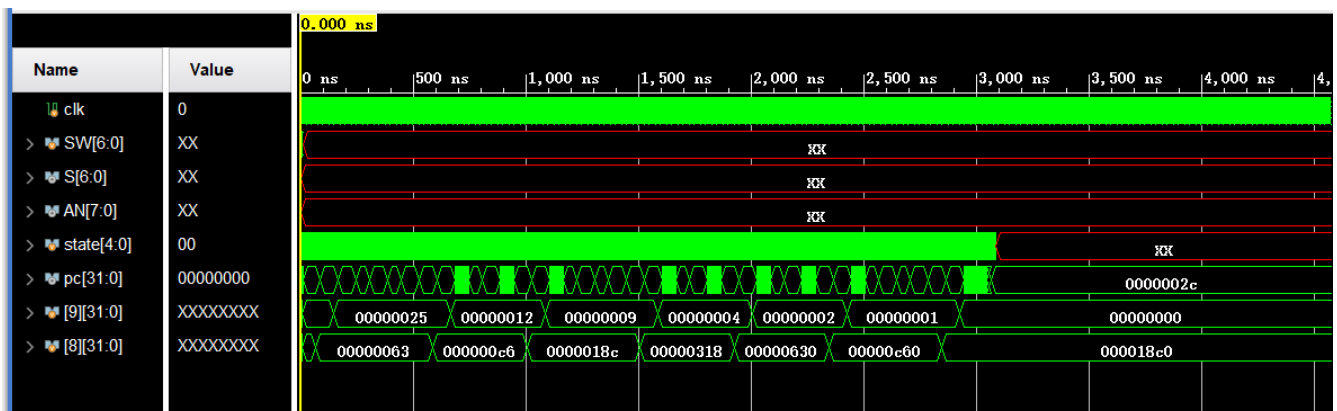 0.000 ns
Name Value
0 ns 500 ns 1,000 ns 1,500 ns 2,000 ns 2,500 ns 3,000 ns 3,500 ns 4,000 ns 4,
clk 0
SW[6:0] XX XX
S[6:0] XX XX
AN[7:0] XX XX
state[4:0] 00 XX
pc[31:0] 00000000 0000002c
[9][31:0] XXXXXXXX 00000025 00000012 00000009 00000004 00000002 00000001 00000000
[8][31:0] XXXXXXXX 00000063 000000c6 0000018c 00000318 00000630 00000c60 000018c0